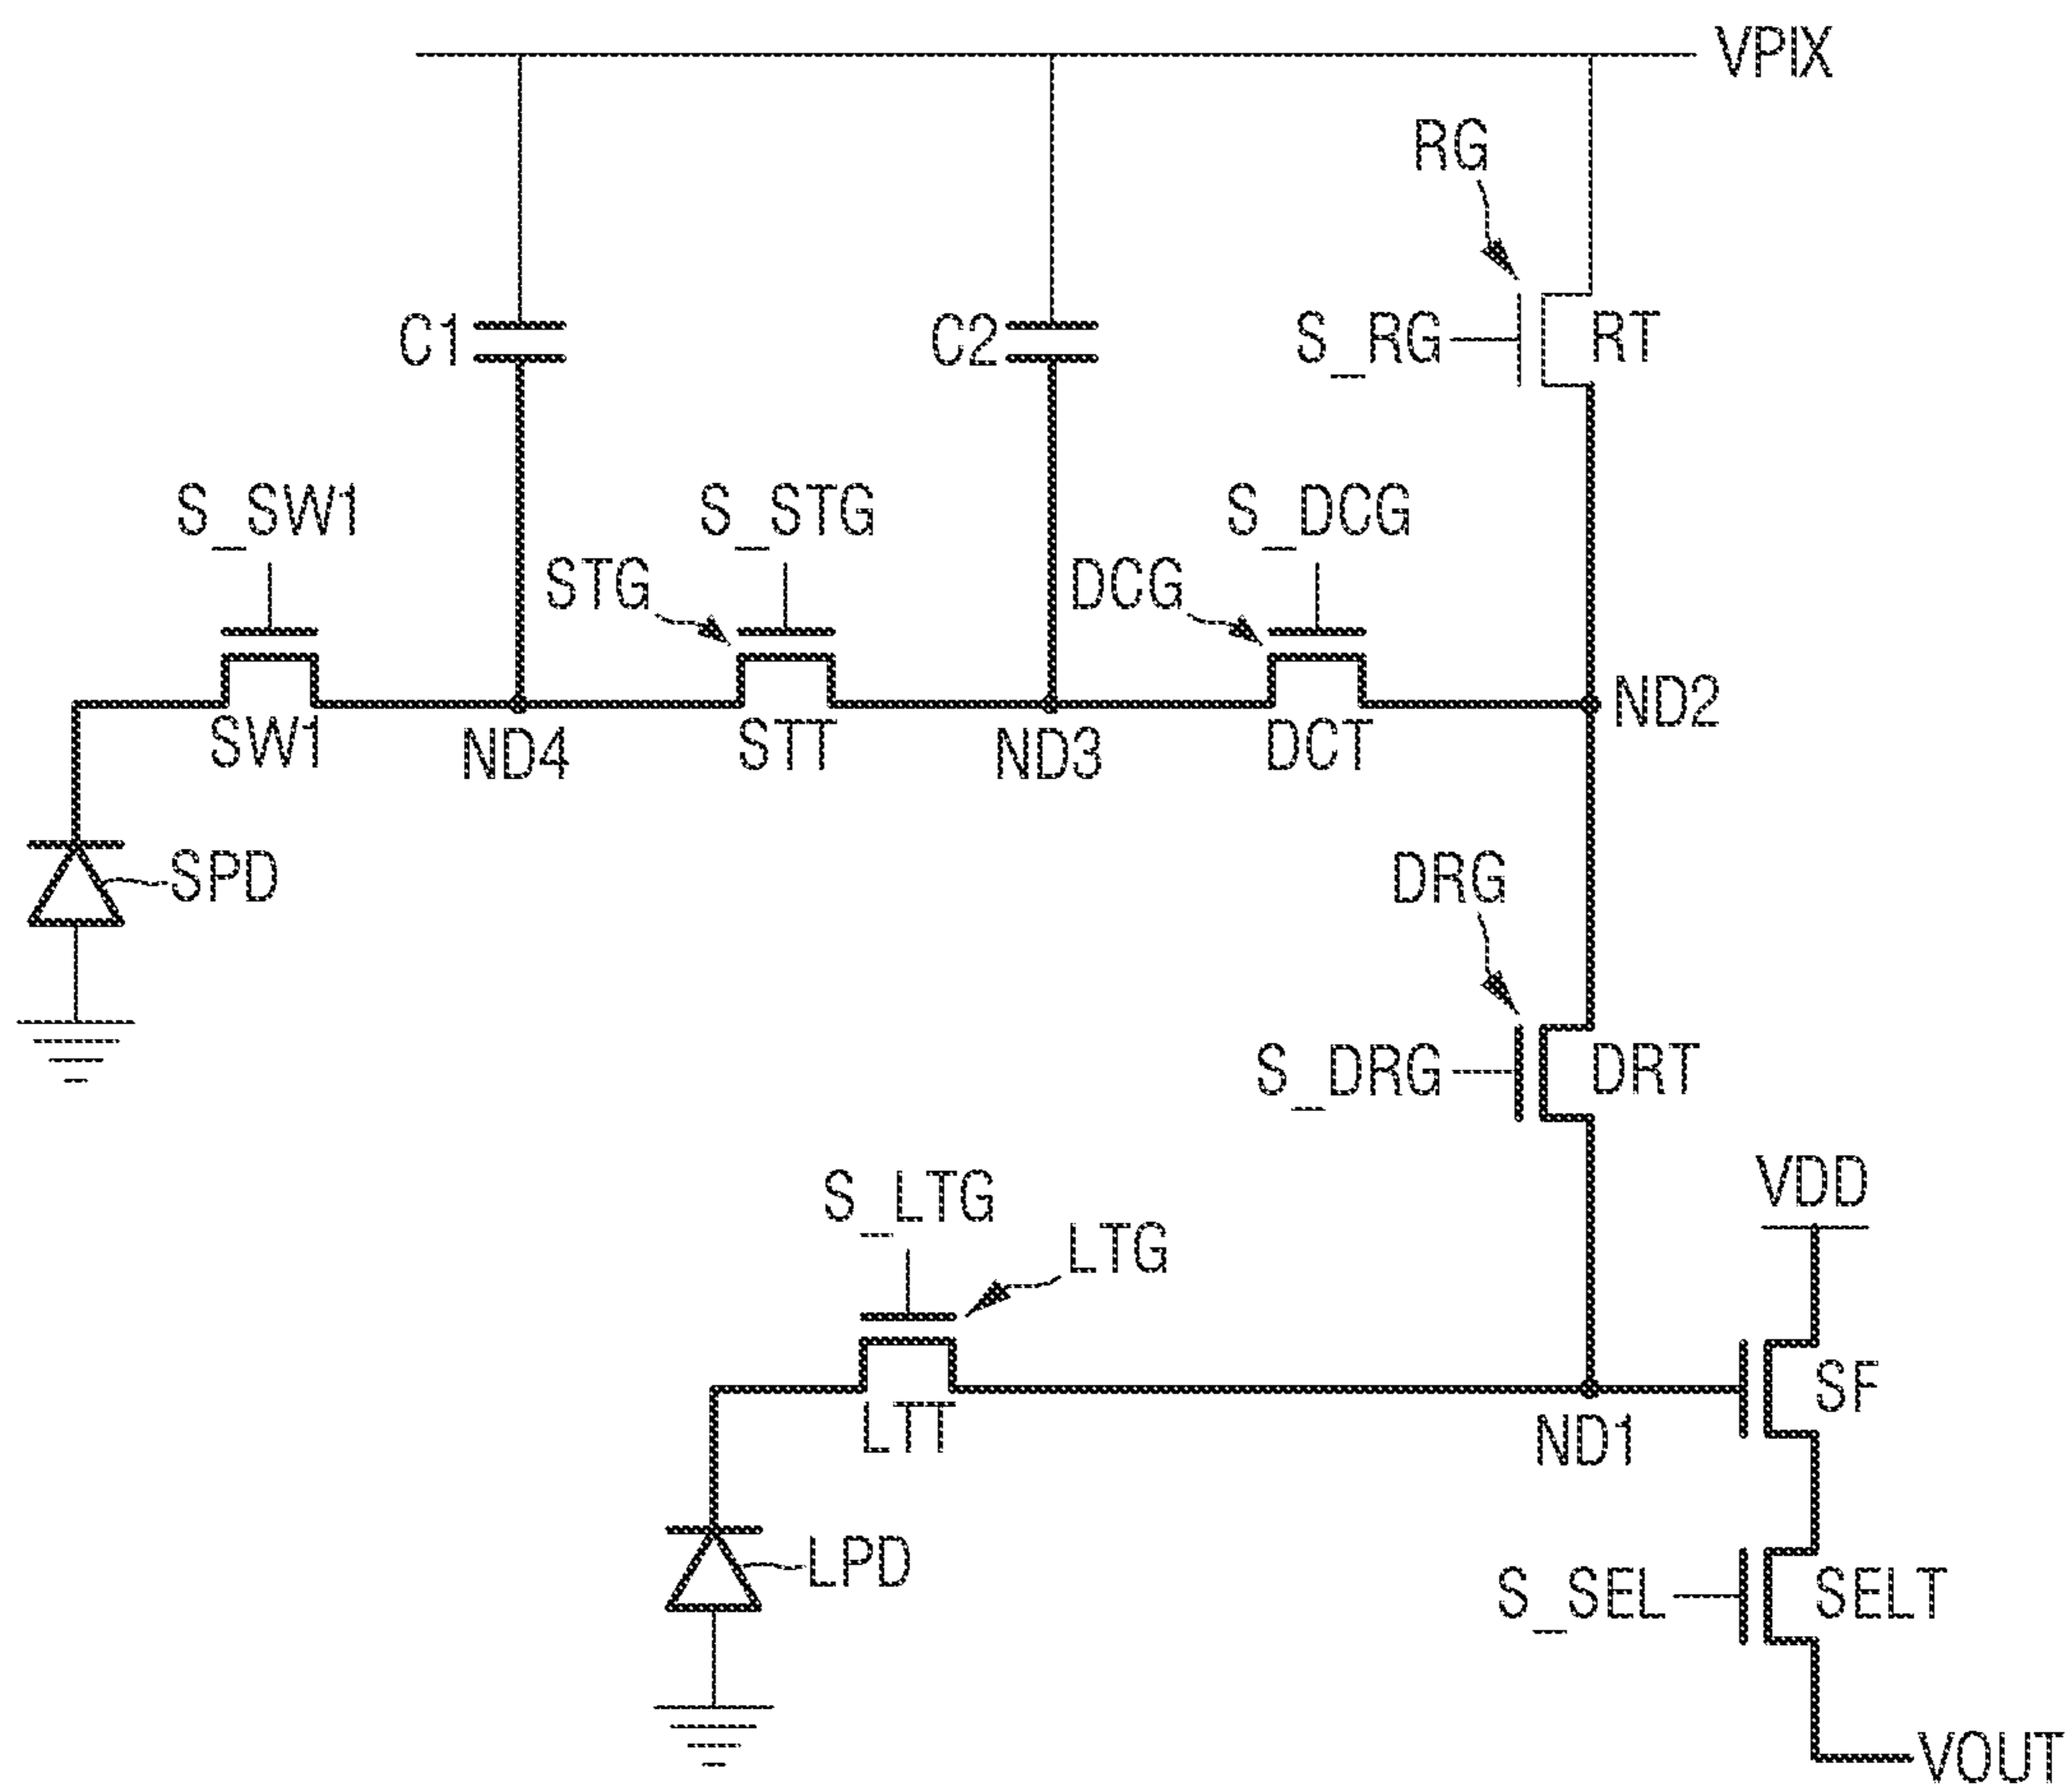 VPIX
RG
C1
C2
S_RG
RT
S_SW1
S_STG
S_DCG
STG
DCG
ND2
SW1
ND4
STT
ND3
DCT
SPD
DRG
S_DRG
DRT
VDD
S_LTG
LTG
SF
LTT
ND1
LPD
S_SEL
SELT
VOUT